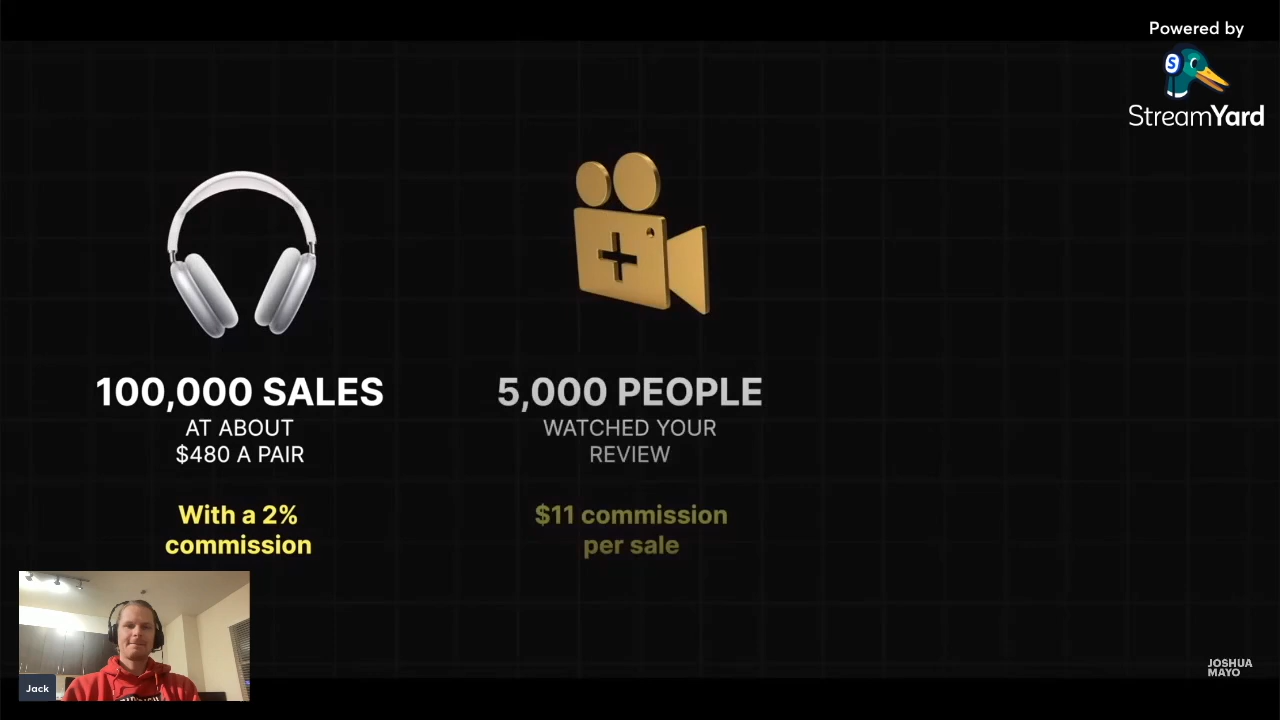 Powered by
StreamYard
100,000 SALES
AT ABOUT
$480 A PAIR
With a 2%
commission
5,000 PEOPLE
WATCHED YOUR
REVIEW
$11 commission
per sale
Jack
JOSHUA
MAYO